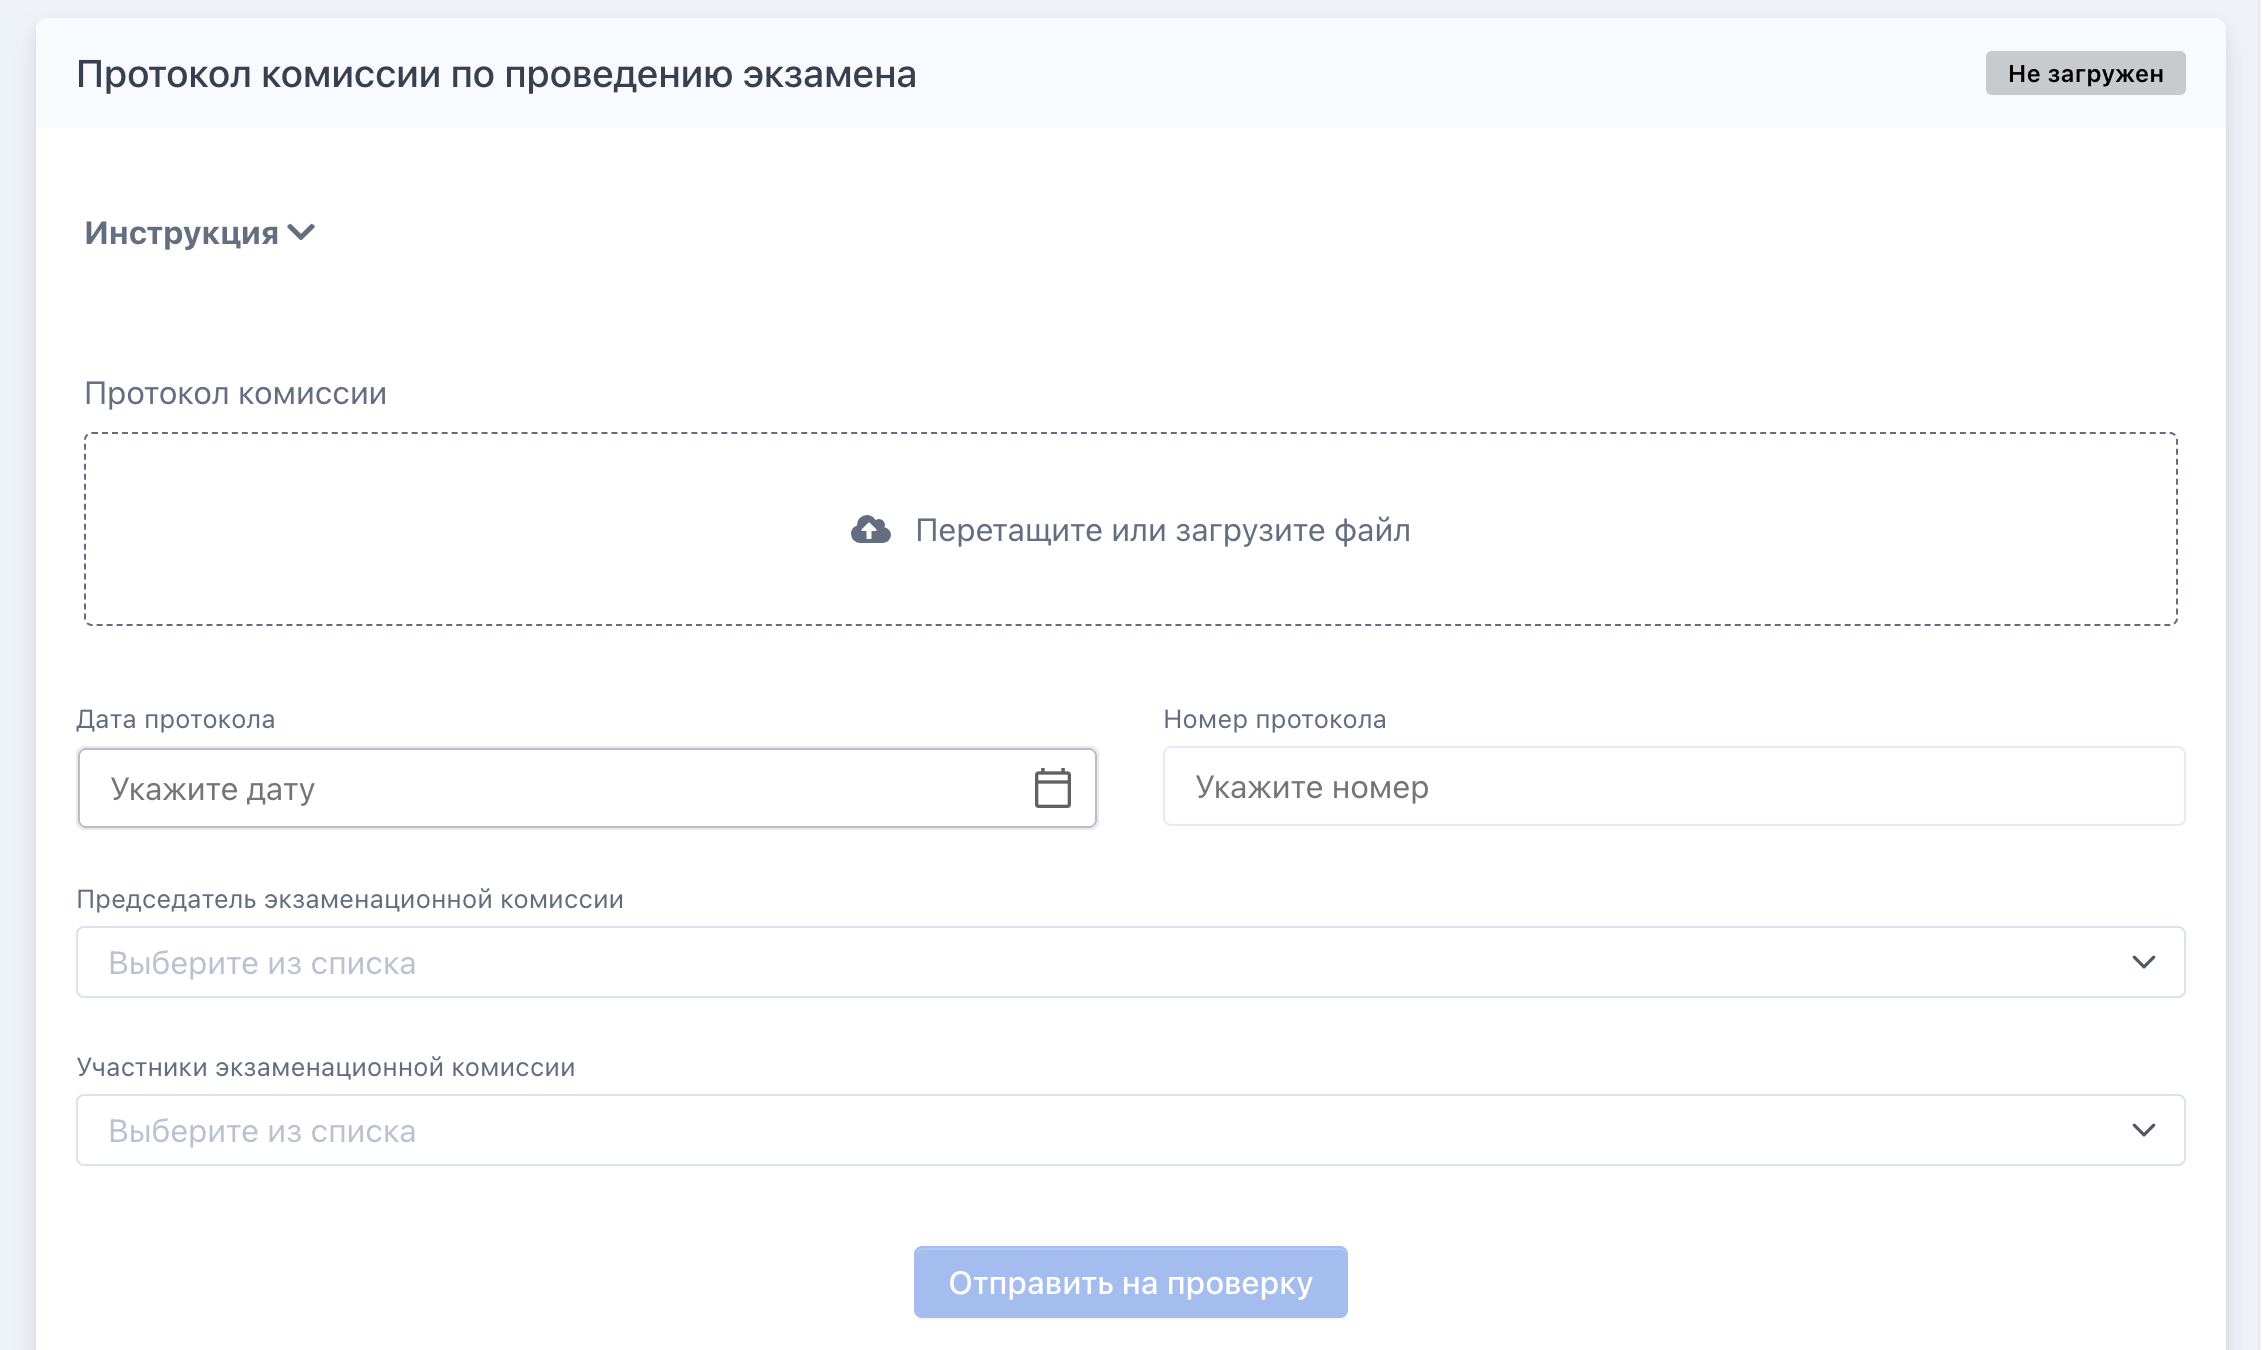 Протокол комиссии по проведению экзамена
Не загружен
Инструкция
Протокол комиссии
Перетащите или загрузите файл
Дата протокола
Номер протокола
Укажите дату
Укажите номер
Председатель экзаменационной комиссии
Выберите из списка
Участники экзаменационной комиссии
Выберите из списка
Отправить на проверку